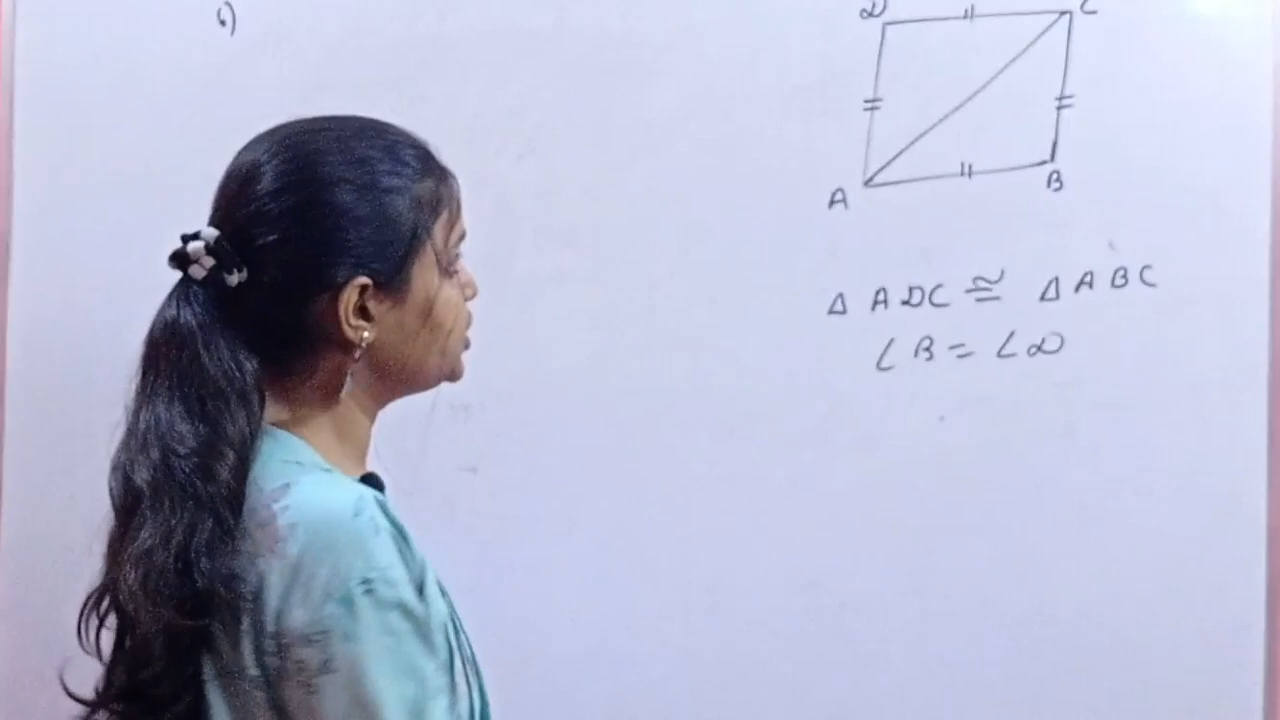 6)
D C
A B
△ ADC ≅ △ ABC
∠B = ∠D